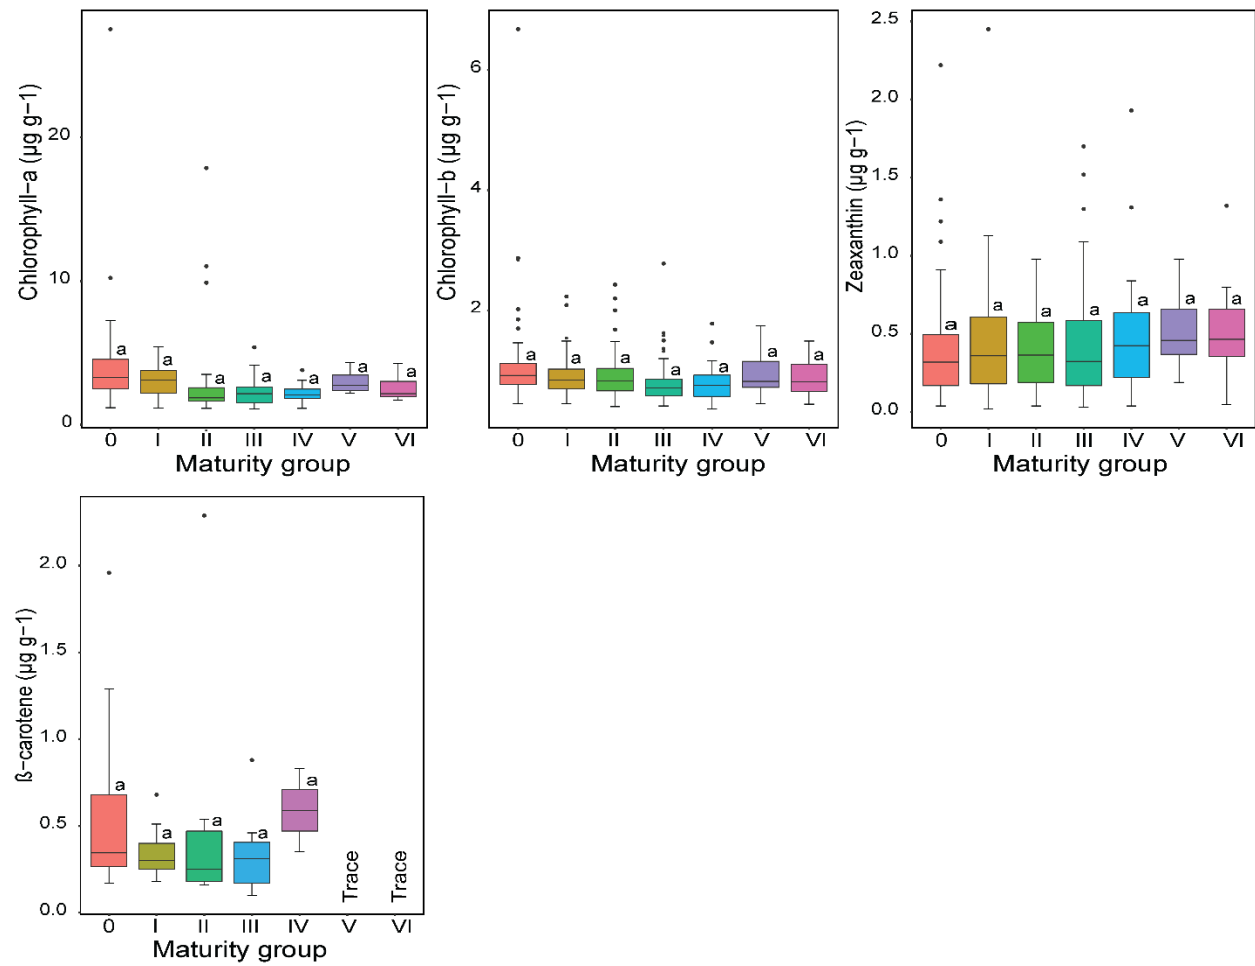 Chlorophyll-a (µg g-1)
20
10
0
a a a a a a a
0 I II III IV V VI
Maturity group
Chlorophyll-b (µg g-1)
6
4
2
a a a a a a a
0 I II III IV V VI
Maturity group
Zeaxanthin (µg g-1)
2.5
2.0
1.5
1.0
0.5
0.0
a a a a a a a
0 I II III IV V VI
Maturity group
ß-carotene (µg g-1)
2.0
1.5
1.0
0.5
0.0
a a a a a
Trace
Trace
0 I II III IV V VI
Maturity group